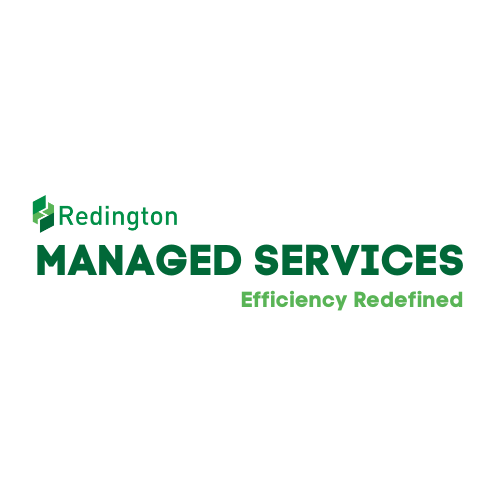 Redington
MANAGED SERVICES
Efficiency Redefined